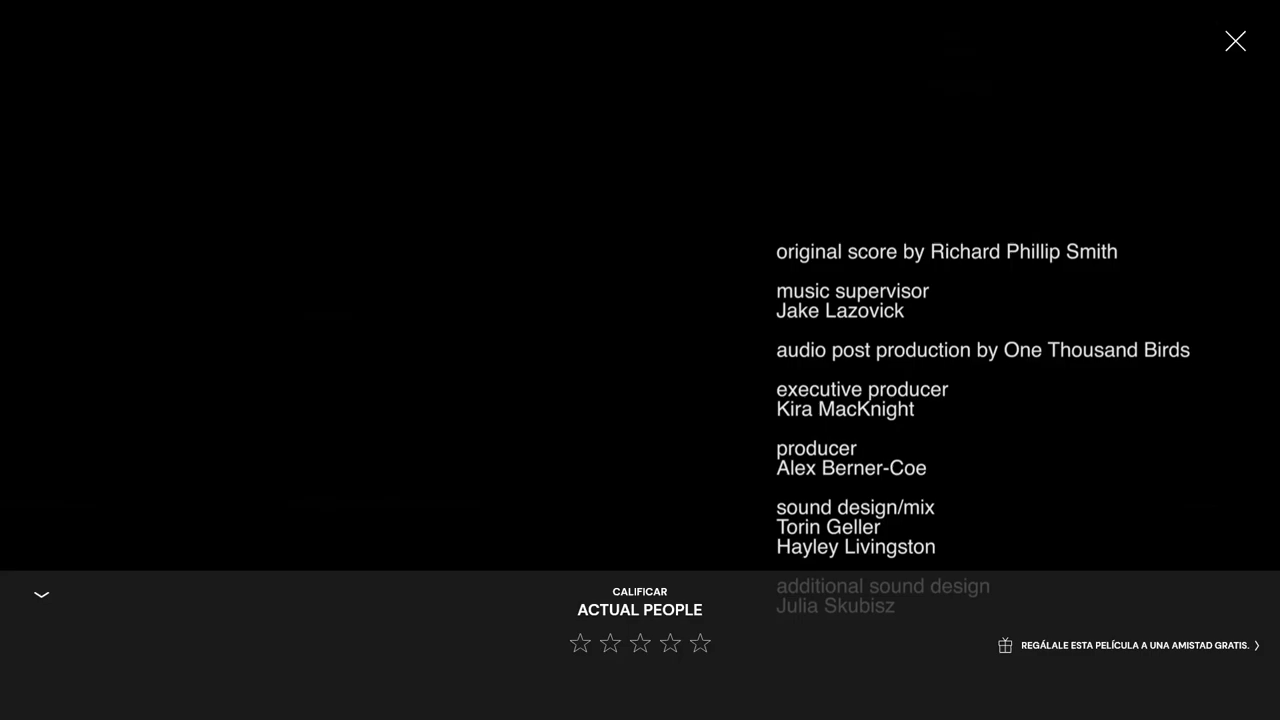 original score by Richard Phillip Smith
music supervisor
Jake Lazovick
audio post production by One Thousand Birds
executive producer
Kira MacKnight
producer
Alex Berner-Coe
sound design/mix
Torin Geller
Hayley Livingston
additional sound design
Julia Skubisz
CALIFICAR
ACTUAL PEOPLE
REGÁLALE ESTA PELÍCULA A UNA AMISTAD GRATIS.